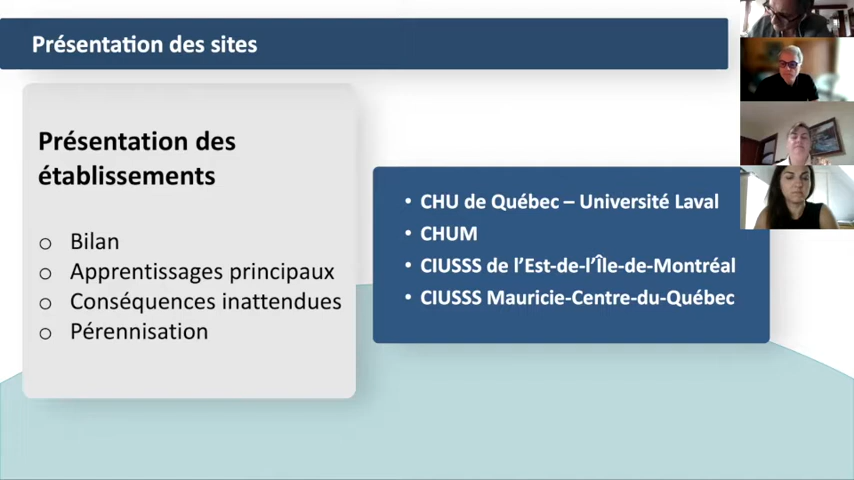 Présentation des sites
Présentation des
établissements
o Bilan
o Apprentissages principaux
o Conséquences inattendues
o Pérennisation
• CHU de Québec – Université Laval
• CHUM
• CIUSSS de l'Est-de-l'Île-de-Montréal
• CIUSSS Mauricie-Centre-du-Québec